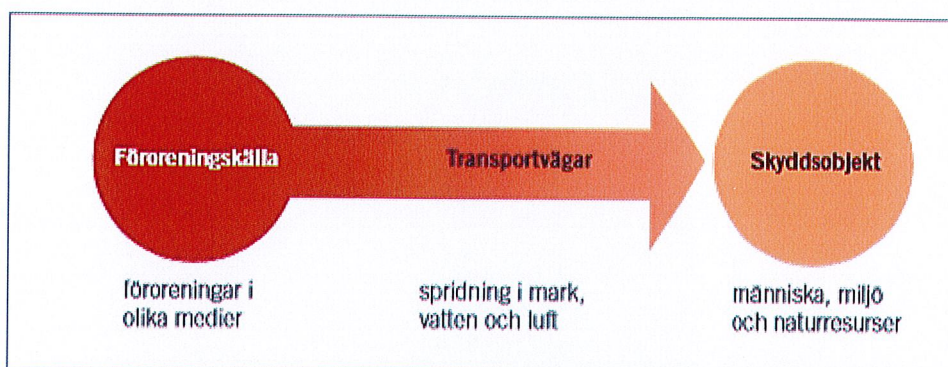 Föroreningskälla
Transportvägar
Skyddsobjekt
föroreningar i
olika medier
spridning i mark,
vatten och luft
människa, miljö
och naturresurser